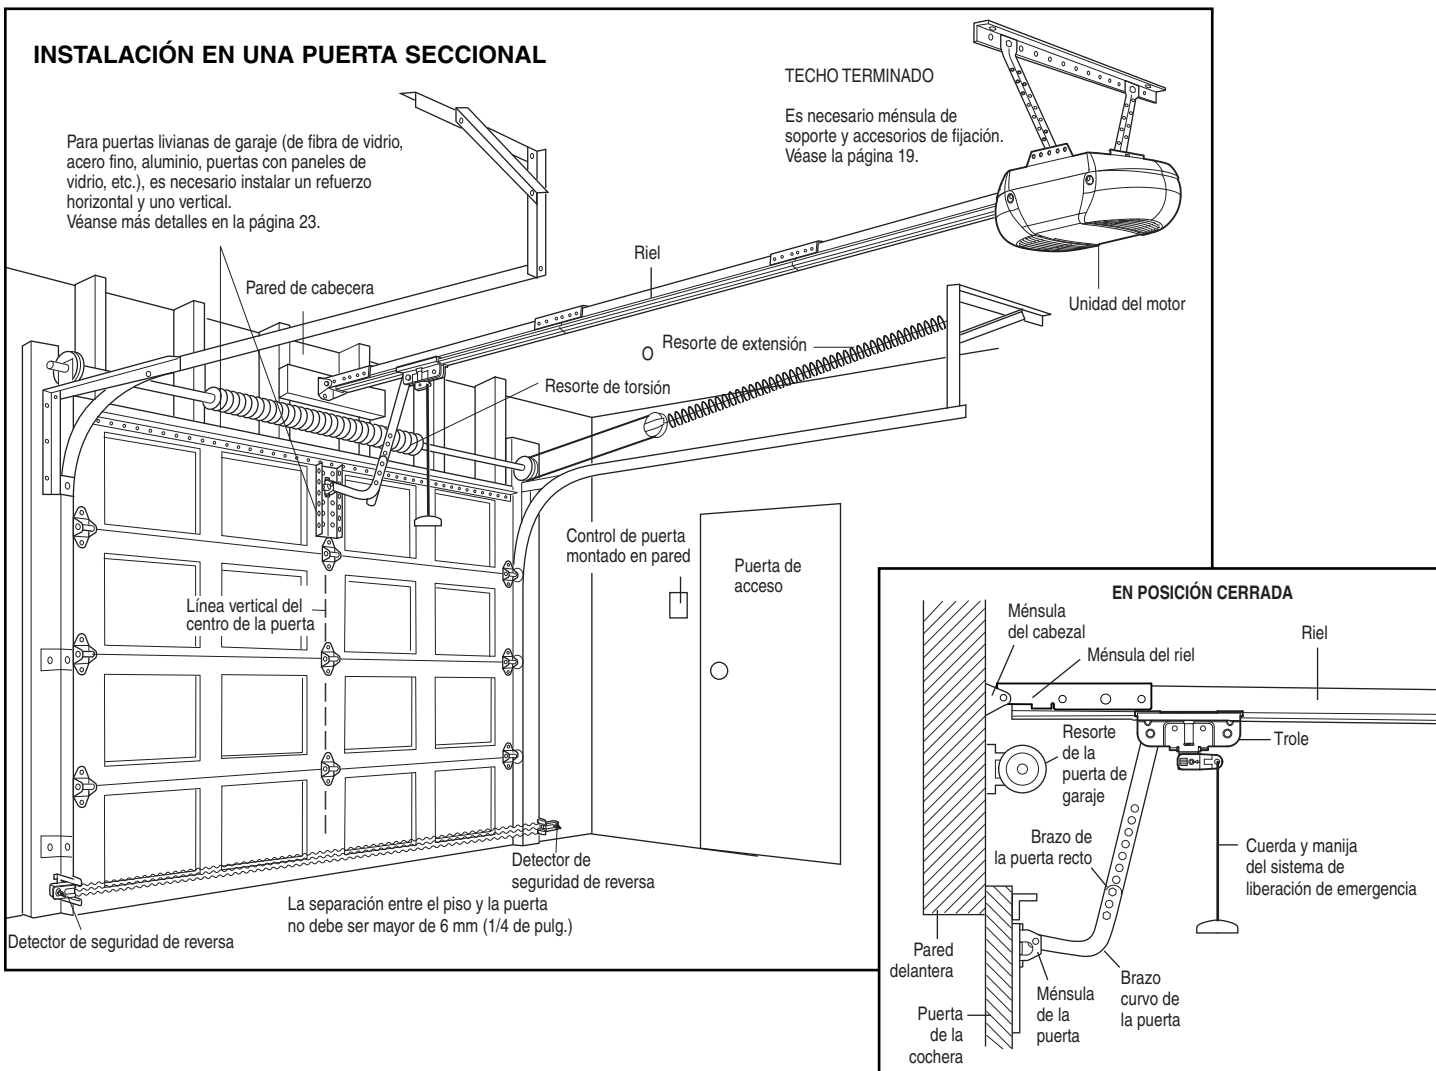 INSTALACIÓN EN UNA PUERTA SECCIONAL
TECHO TERMINADO
Es necesario ménsula de
soporte y accesorios de fijación.
Véase la página 19.
Para puertas livianas de garaje (de fibra de vidrio,
acero fino, aluminio, puertas con paneles de
vidrio, etc.), es necesario instalar un refuerzo
horizontal y uno vertical.
Véanse más detalles en la página 23.
Riel
Pared de cabecera
Unidad del motor
O
Resorte de extensión
Resorte de torsión
Control de puerta
montado en pared
Puerta de
acceso
Línea vertical del
centro de la puerta
Detector de
seguridad de reversa
La separación entre el piso y la puerta
no debe ser mayor de 6 mm (1/4 de pulg.)
Detector de seguridad de reversa
EN POSICIÓN CERRADA
Ménsula
del cabezal
Riel
Ménsula del riel
Resorte
de la
puerta de
garaje
Trole
Brazo de
la puerta recto
Cuerda y manija
del sistema de
liberación de emergencia
Pared
delantera
Brazo
curvo de
la puerta
Ménsula
de la
puerta
Puerta
de la
cochera